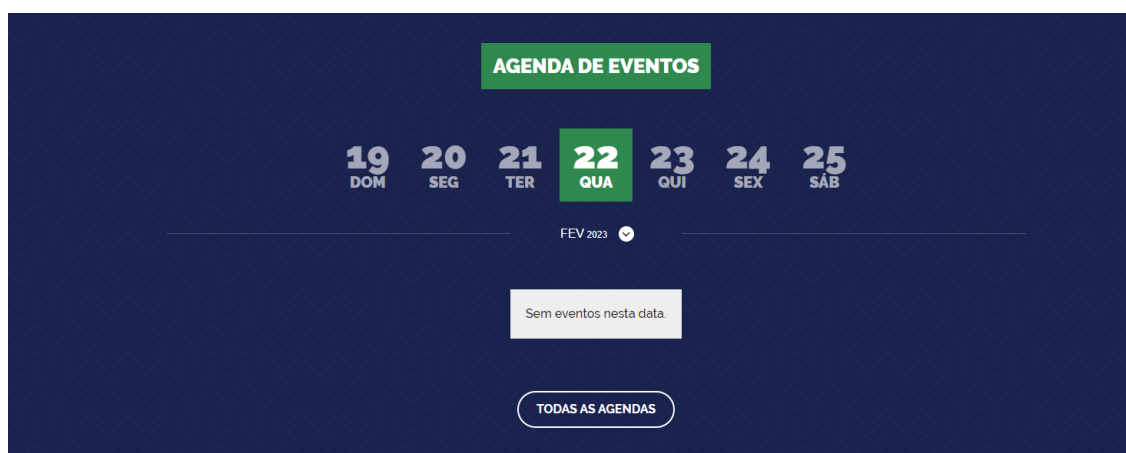 AGENDA DE EVENTOS
19 20 21 22 23 24 25
DOM SEG TER QUA QUI SEX SÁB
FEV 2023
Sem eventos nesta data.
TODAS AS AGENDAS